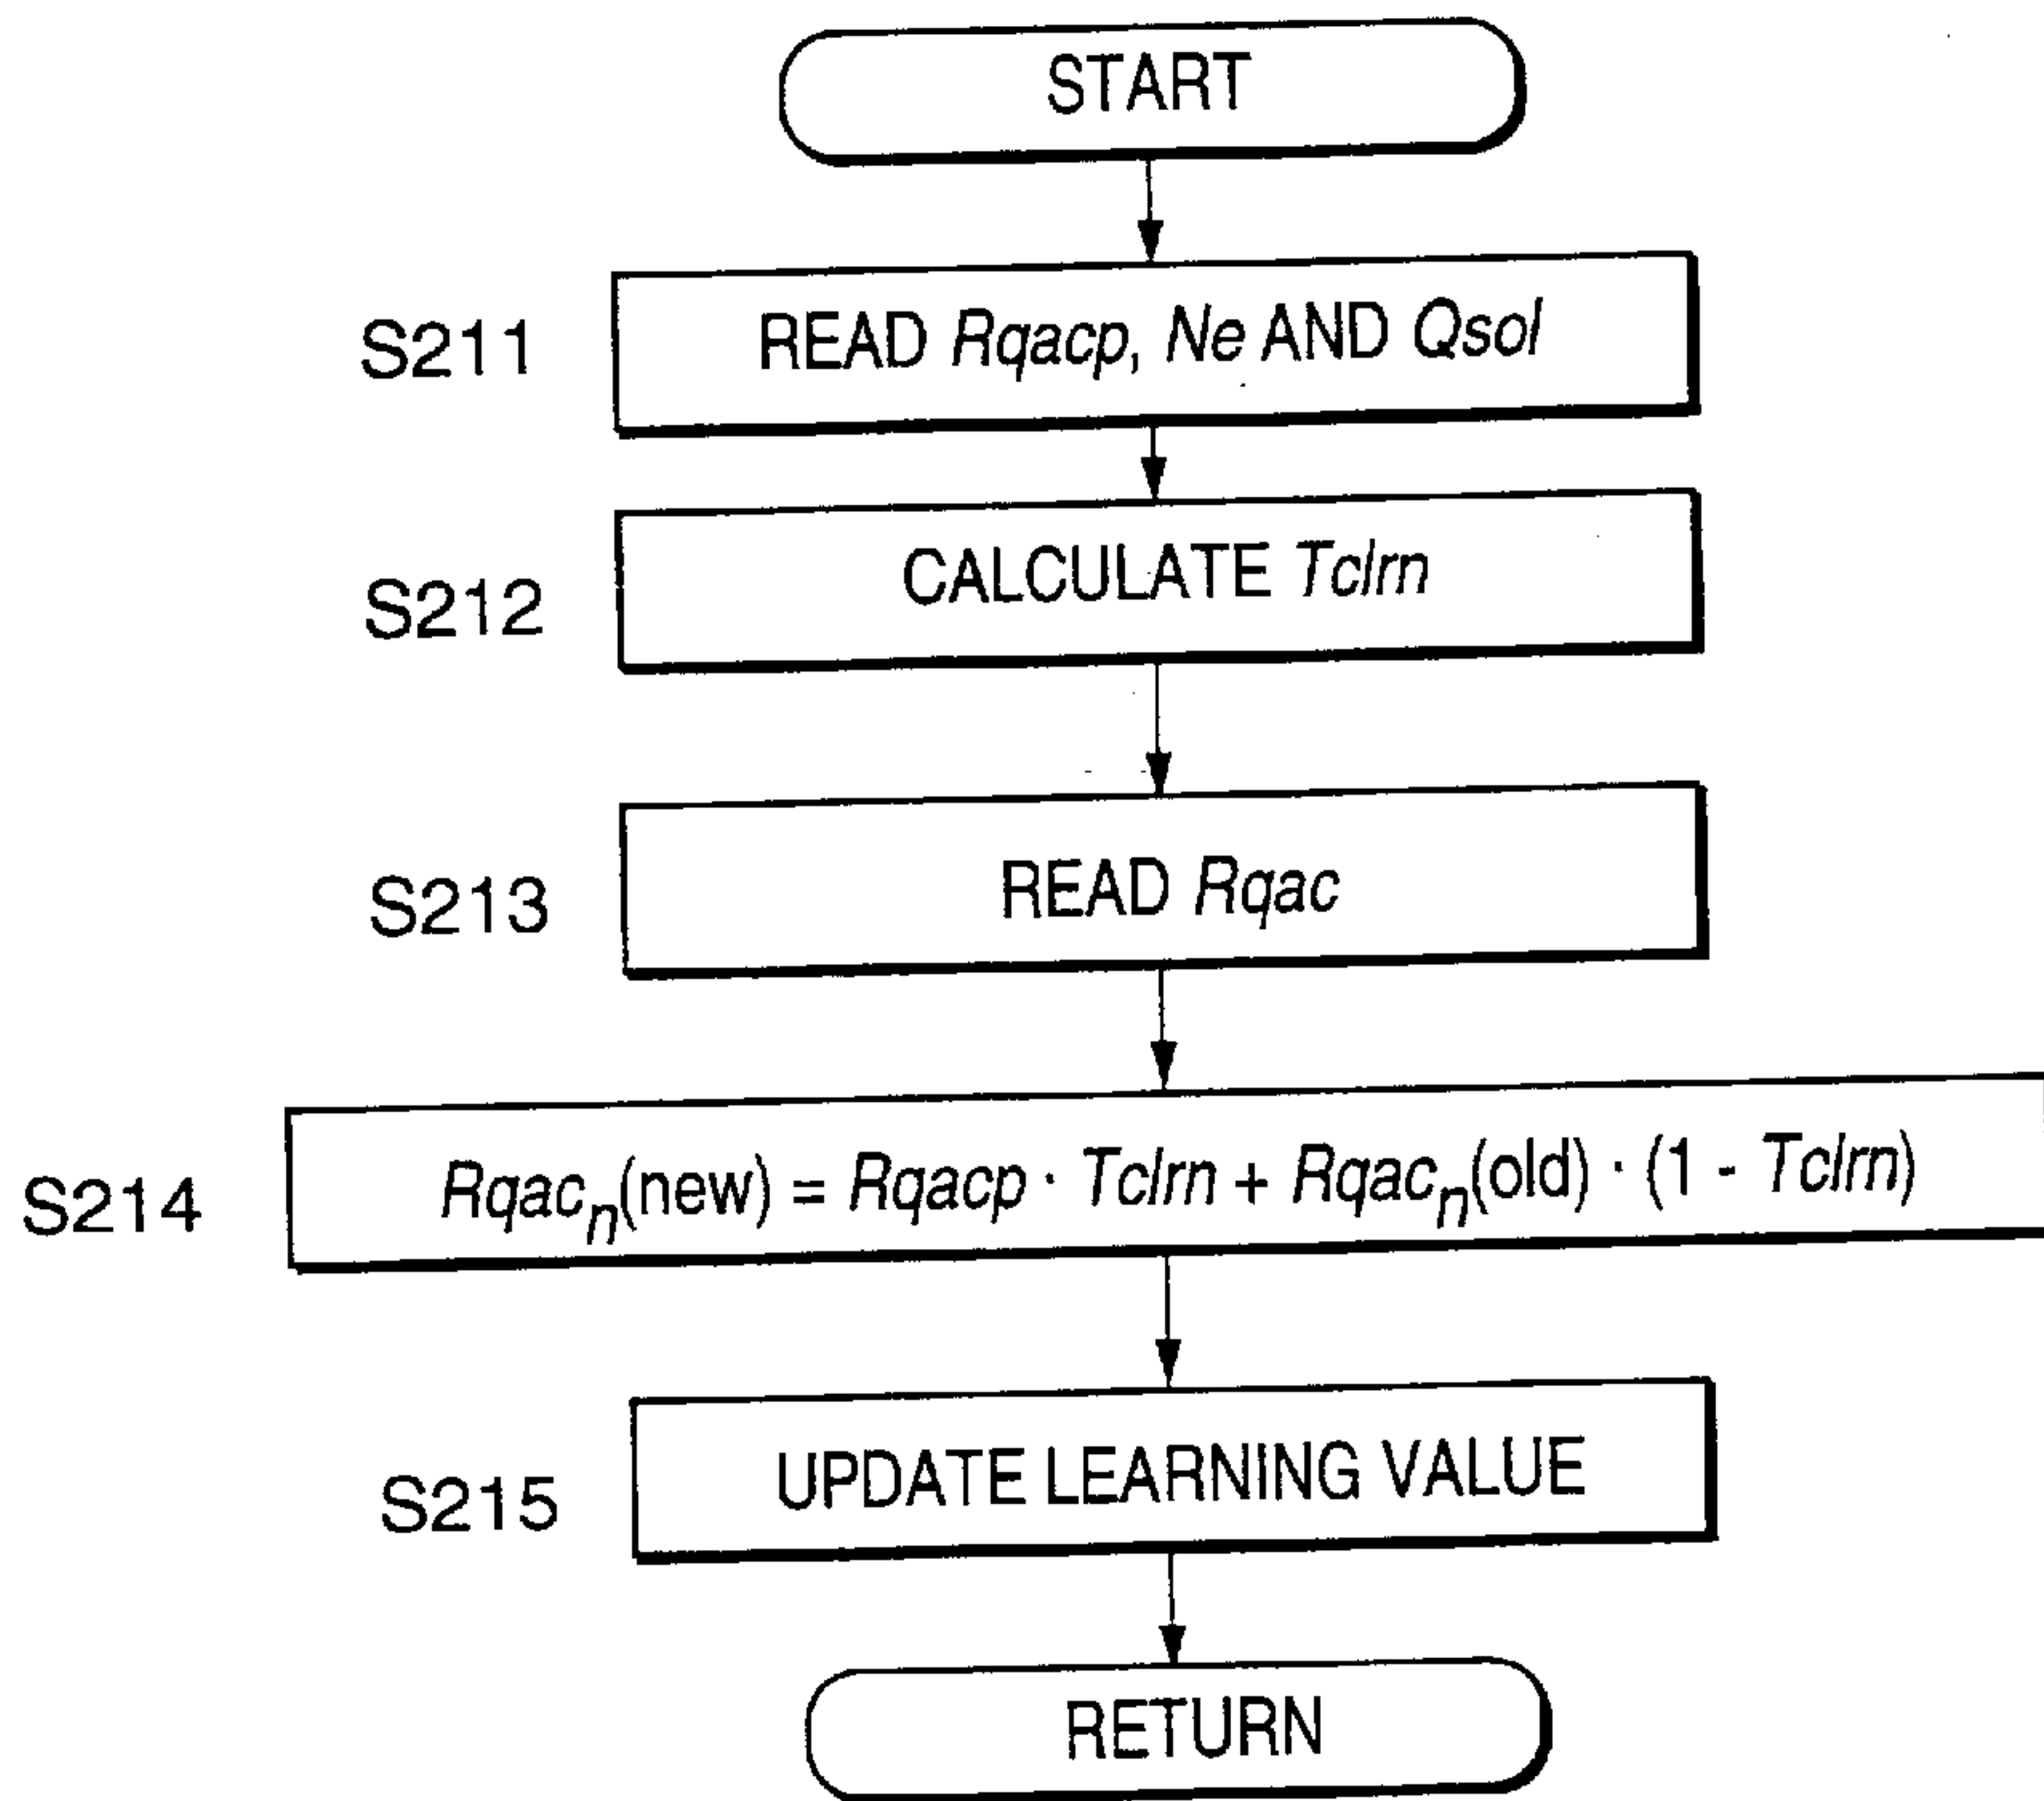 START
S211 READ Rqacp, Ne AND Qsol
S212 CALCULATE Tclrn
S213 READ Rqac
S214 Rqacn(new) = Rqacp · Tclrn + Rqacn(old) · (1 - Tclrn)
S215 UPDATE LEARNING VALUE
RETURN